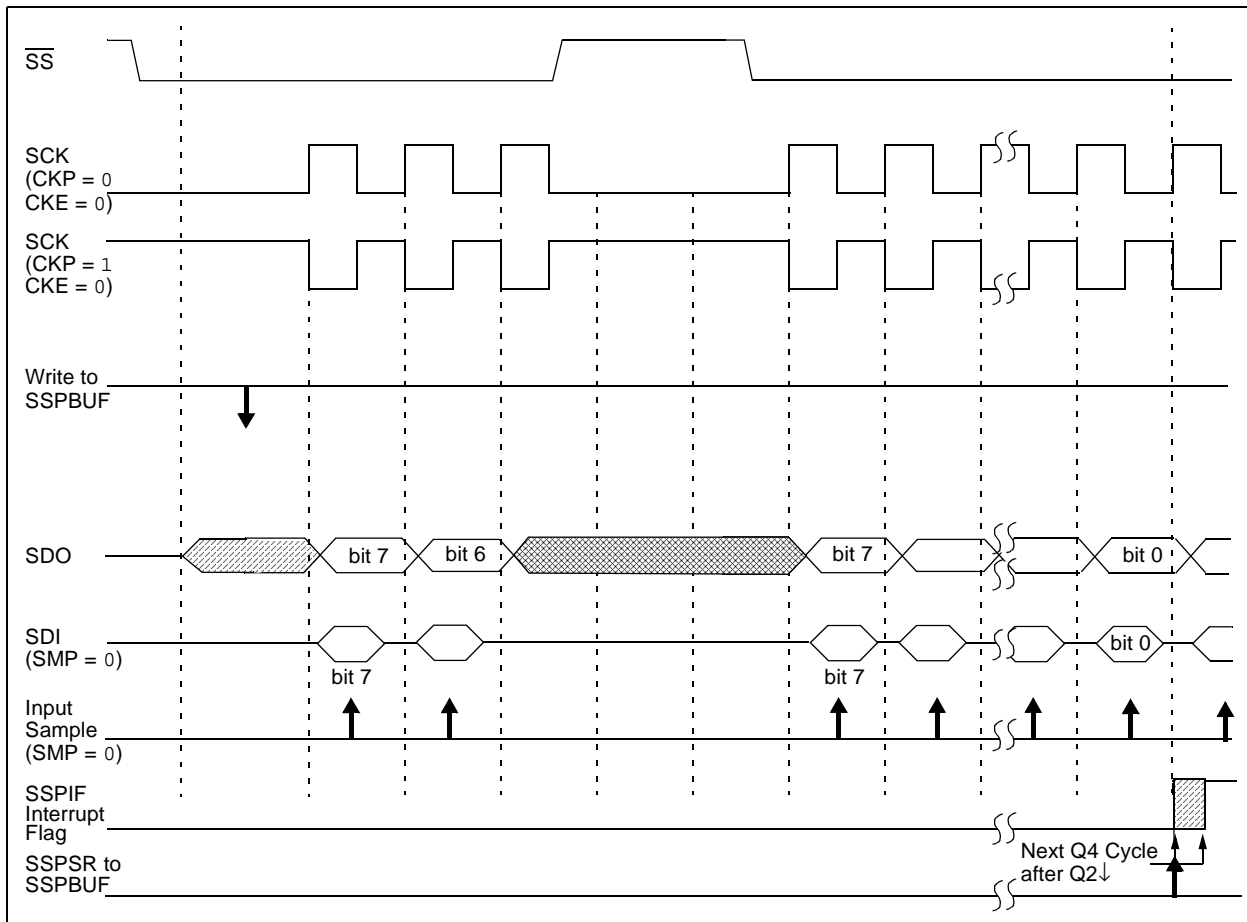 SS
SCK
(CKP = 0
CKE = 0)
SCK
(CKP = 1
CKE = 0)
Write to
SSPBUF
SDO
bit 7
bit 6
bit 7
bit 0
SDI
(SMP = 0)
bit 7
bit 7
bit 0
Input
Sample
(SMP = 0)
SSPIF
Interrupt
Flag
SSPSR to
SSPBUF
Next Q4 Cycle
after Q2↓